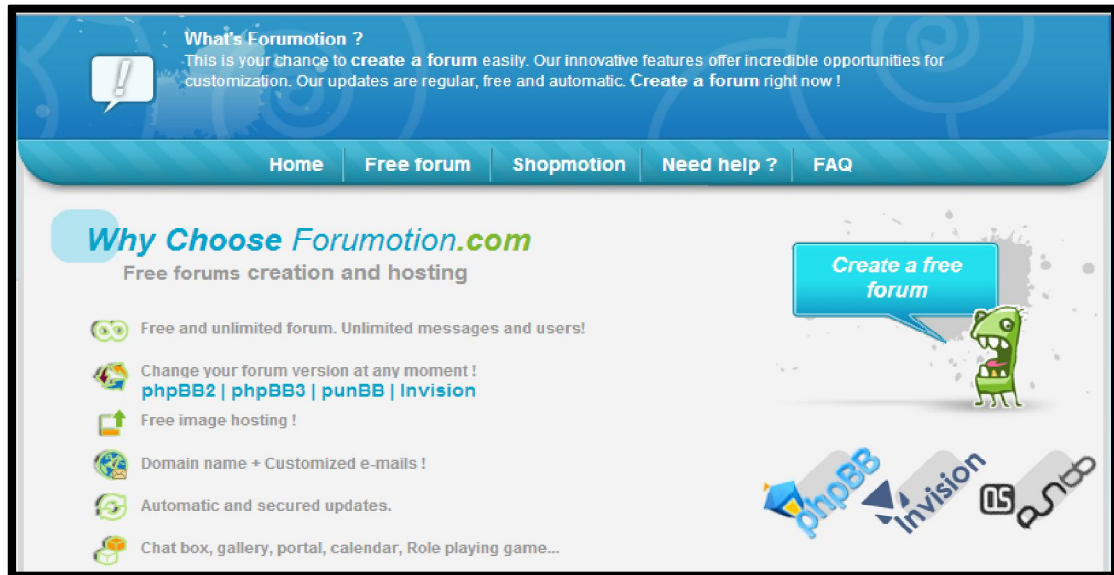 What's Forumotion ?
This is your chance to create a forum easily. Our innovative features offer incredible opportunities for
customization. Our updates are regular, free and automatic. Create a forum right now !
Home Free forum Shopmotion Need help ? FAQ
Why Choose Forumotion.com
Free forums creation and hosting
Create a free
forum
Free and unlimited forum. Unlimited messages and users!
Change your forum version at any moment !
phpBB2 | phpBB3 | punBB | Invision
Free image hosting !
Domain name + Customized e-mails !
Automatic and secured updates.
Chat box, gallery, portal, calendar, Role playing game...
phpBB
Invision